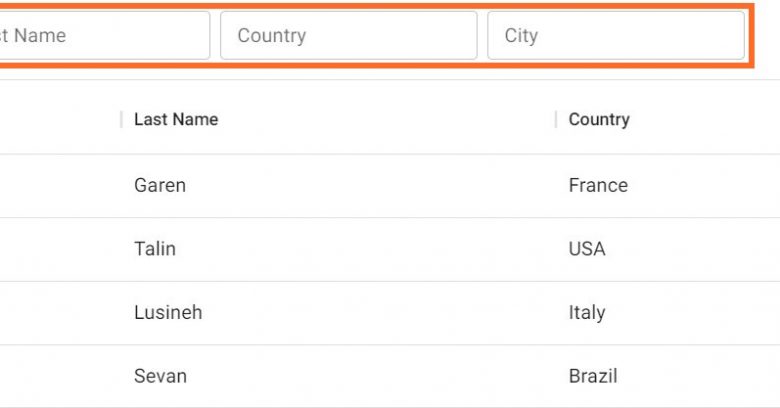 st Name Country City
Last Name Country
Garen France
Talin USA
Lusineh Italy
Sevan Brazil